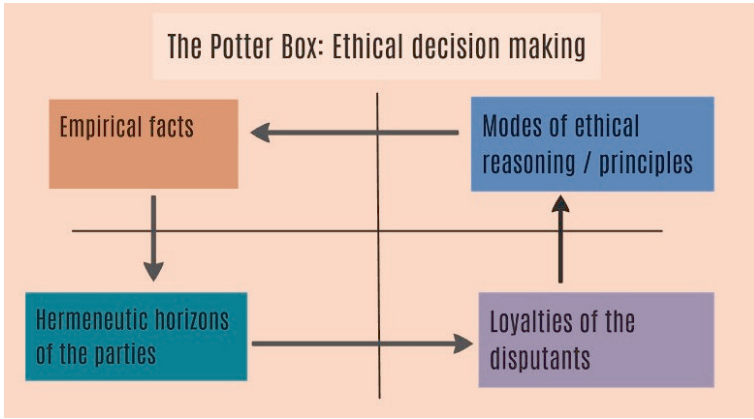 The Potter Box: Ethical decision making
Empirical facts
Modes of ethical
reasoning / principles
Hermeneutic horizons
of the parties
Loyalties of the
disputants